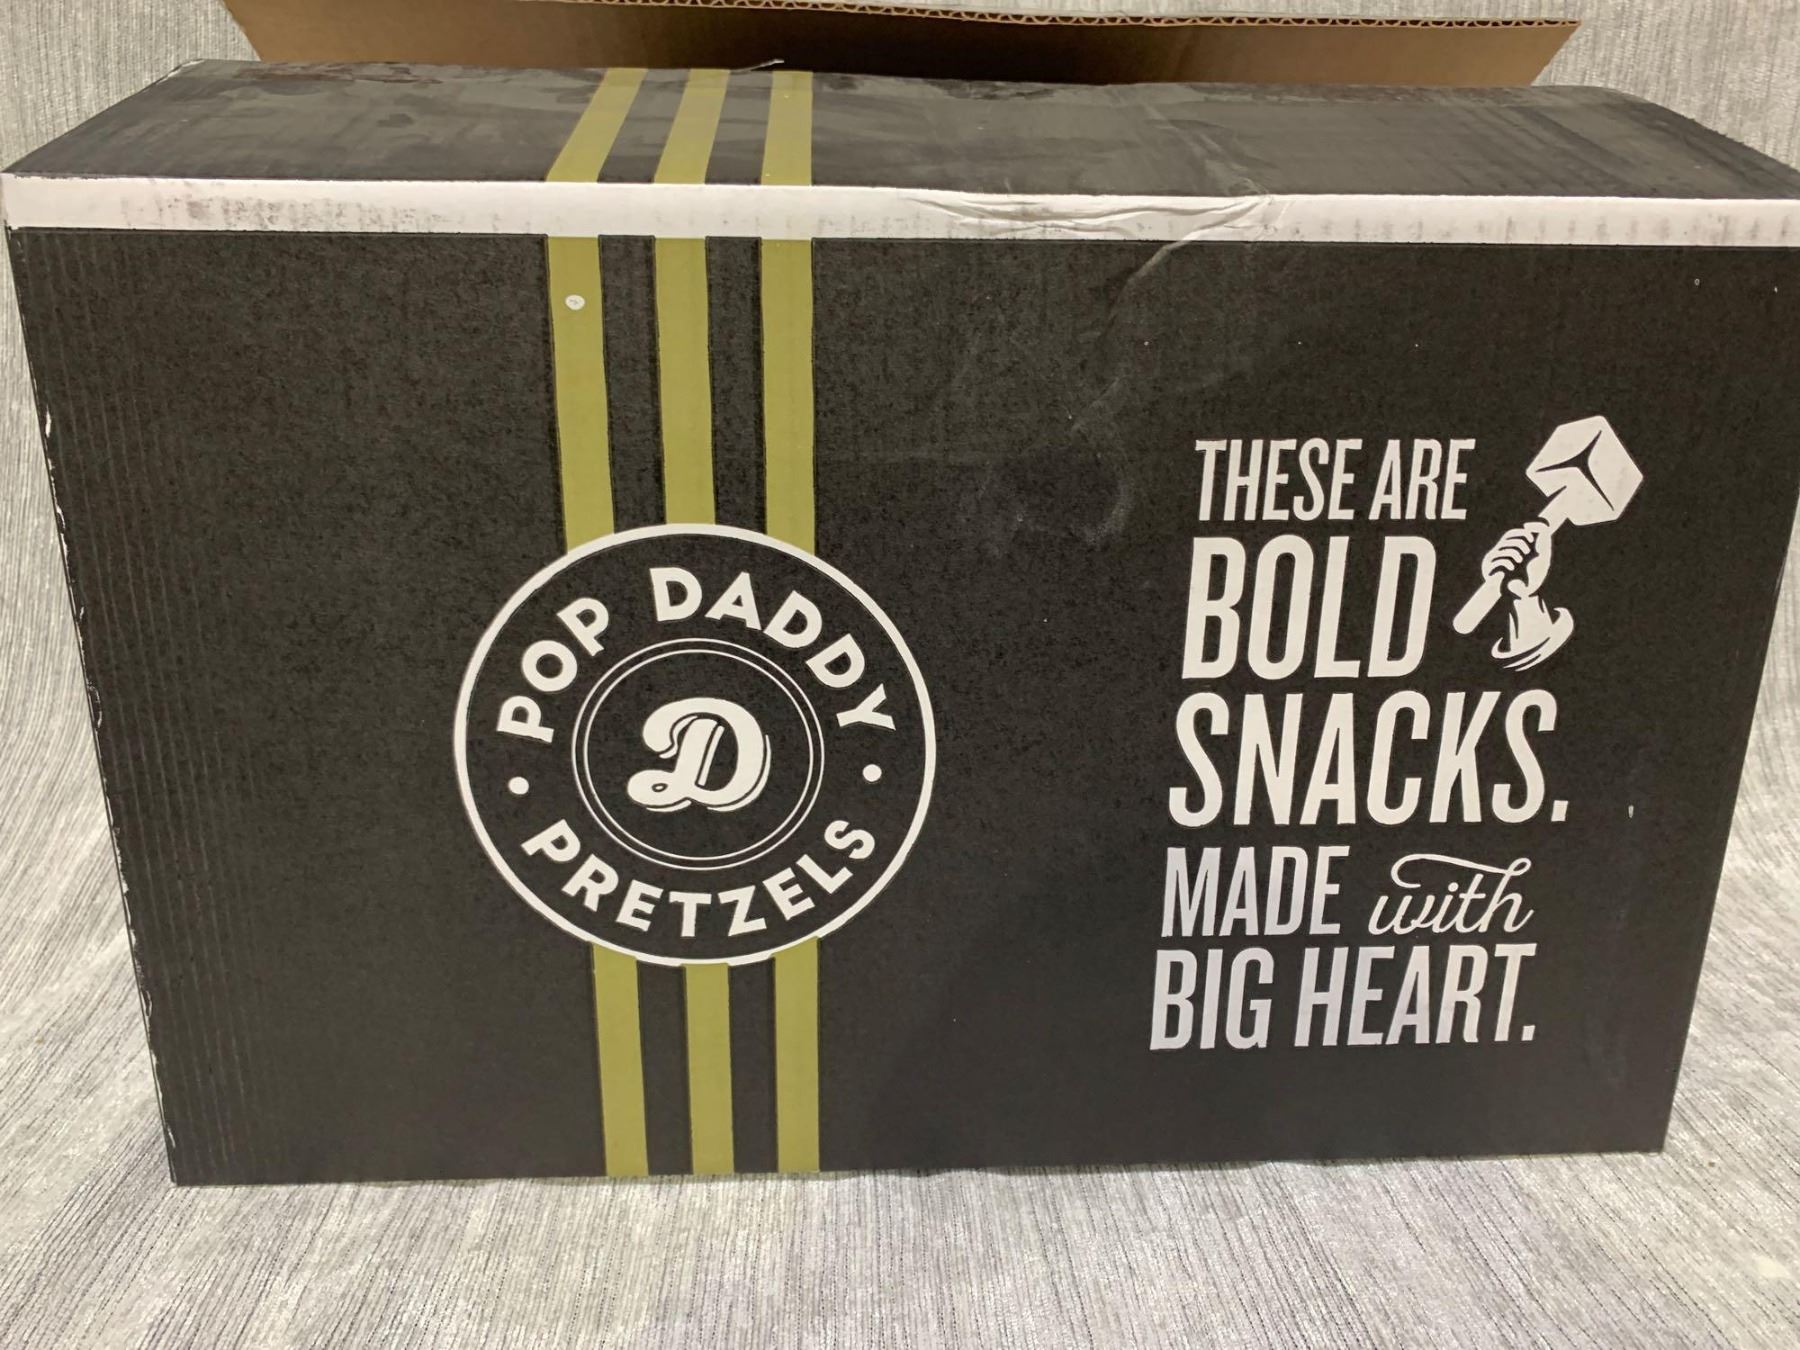 POP DADDY
D
PRETZELS
THESE ARE
BOLD
SNACKS.
MADE with
BIG HEART.